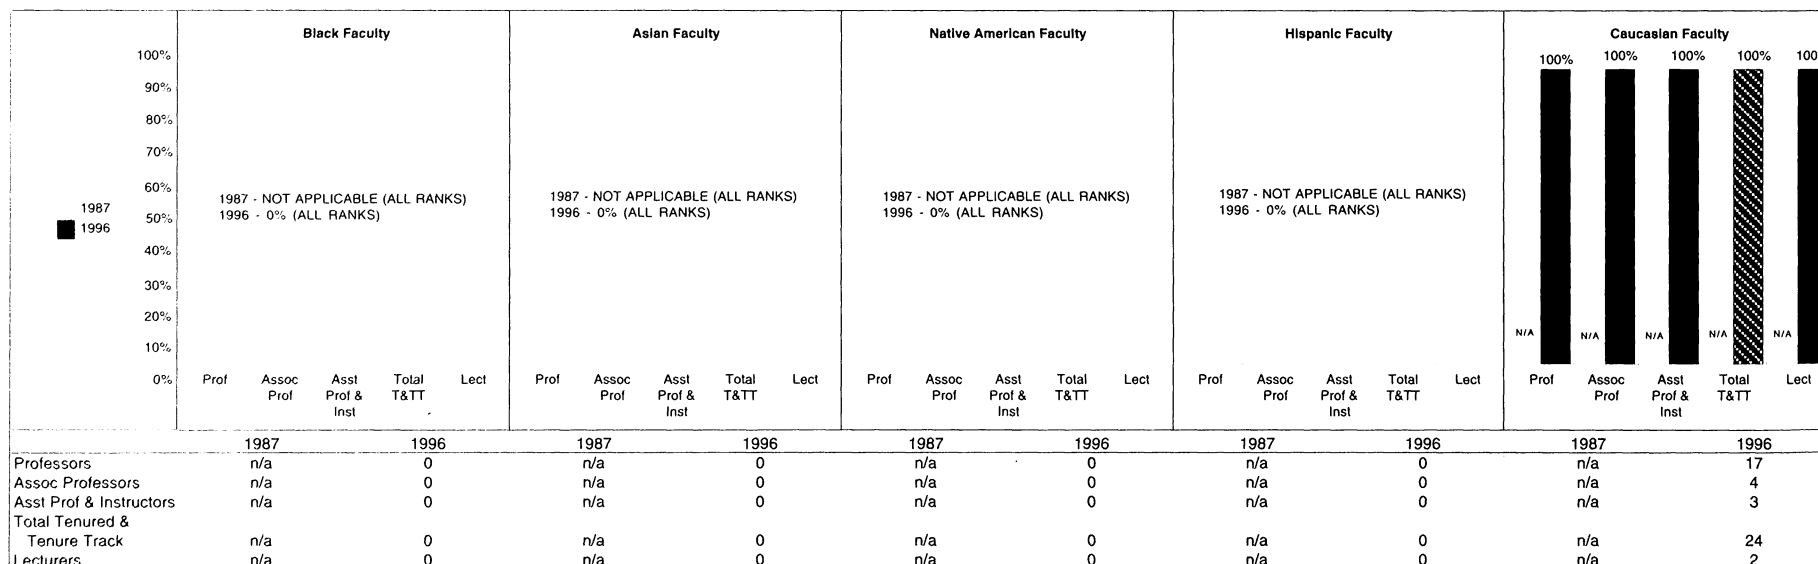 Black Faculty Asian Faculty Native American Faculty Hispanic Faculty Caucasian Faculty
100% 100% 100% 100% 100% 100
90%
80%
70%
60%
1987 - NOT APPLICABLE (ALL RANKS) 1987 - NOT APPLICABLE (ALL RANKS) 1987 - NOT APPLICABLE (ALL RANKS) 1987 - NOT APPLICABLE (ALL RANKS)
1987
1996 - 0% (ALL RANKS) 1996 - 0% (ALL RANKS) 1996 - 0% (ALL RANKS) 1996 - 0% (ALL RANKS)
50%
1996
40%
30%
20%
N/A N/A N/A N/A N/A
10%
0% Prof Assoc Asst Total Lect Prof Assoc Asst Total Lect Prof Assoc Asst Total Lect Prof Assoc Asst Total Lect Prof Assoc Asst Total Lect
Prof Prof & T&TT Prof Prof & T&TT Prof Prof & T&TT Prof Prof & T&TT Prof Prof & T&TT
Inst Inst Inst Inst Inst
1987 1996 1987 1996 1987 1996 1987 1996 1987 1996
Professors n/a 0 n/a 0 n/a 0 n/a 0 n/a 17
Assoc Professors n/a 0 n/a 0 n/a 0 n/a 0 n/a 4
Asst Prof & Instructors n/a 0 n/a 0 n/a 0 n/a 0 n/a 3
Total Tenured &
Tenure Track n/a 0 n/a 0 n/a 0 n/a 0 n/a 24
Lecturers n/a 0 n/a 0 n/a 0 n/a 0 n/a 2